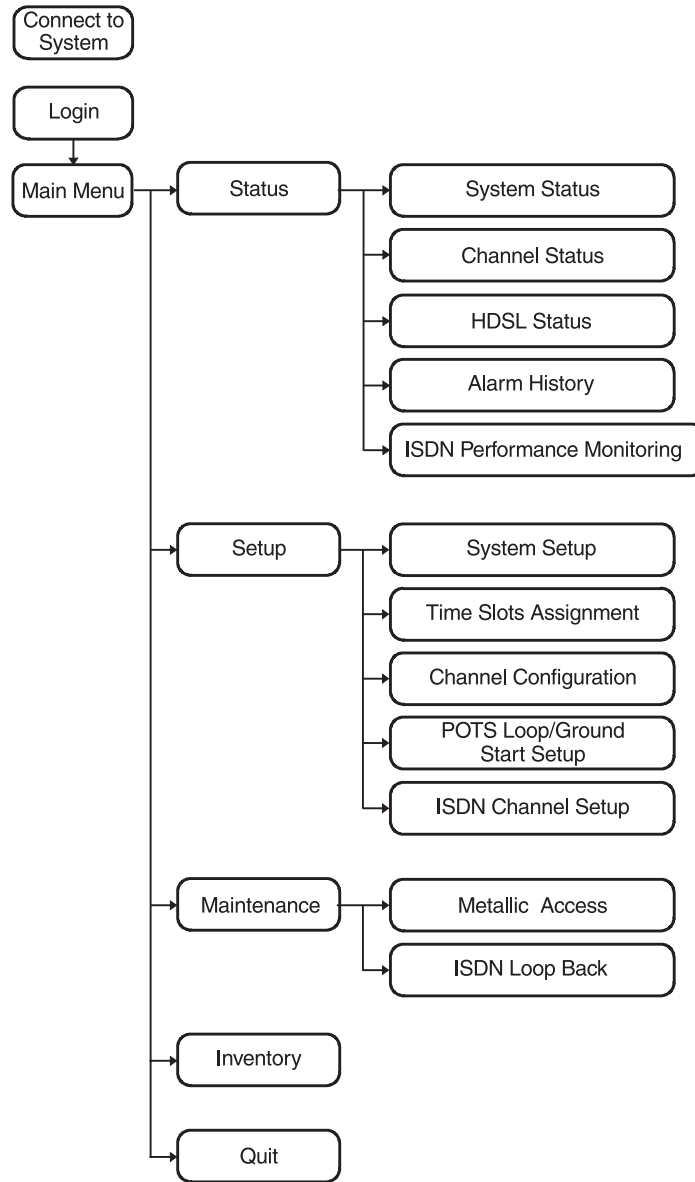 Connect to
System
Login
Main Menu
Status
System Status
Channel Status
HDSL Status
Alarm History
ISDN Performance Monitoring
Setup
System Setup
Time Slots Assignment
Channel Configuration
POTS Loop/Ground
Start Setup
ISDN Channel Setup
Maintenance
Metallic Access
ISDN Loop Back
Inventory
Quit